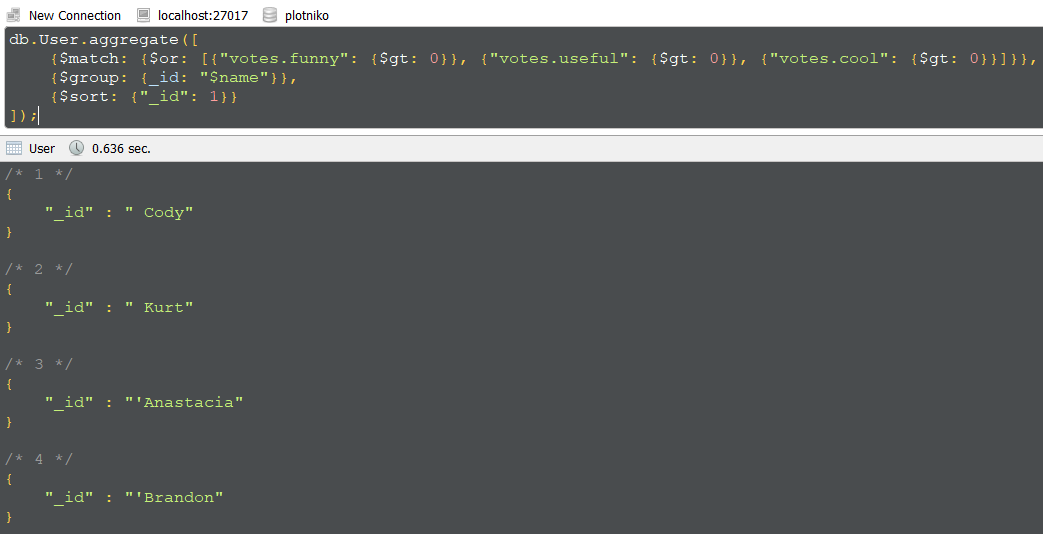 New Connection localhost:27017 plotniko
db.User.aggregate([
    {$match: {$or: [{"votes.funny": {$gt: 0}}, {"votes.useful": {$gt: 0}}, {"votes.cool": {$gt: 0}}]}},
    {$group: {_id: "$name"}},
    {$sort: {"_id": 1}}
]);
User 0.636 sec.
/* 1 */
{
    "_id" : " Cody"
}
/* 2 */
{
    "_id" : " Kurt"
}
/* 3 */
{
    "_id" : "'Anastacia"
}
/* 4 */
{
    "_id" : "'Brandon"
}